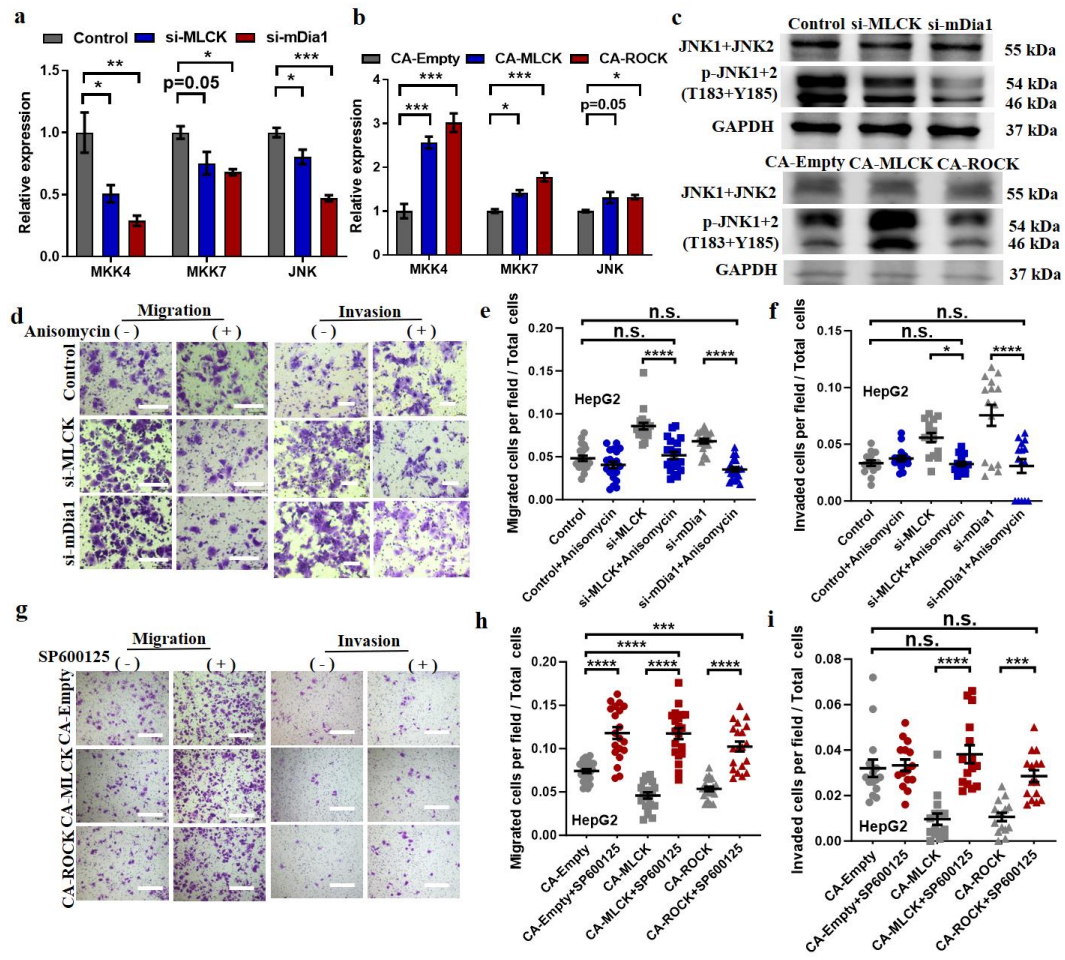 a
Control si-MLCK si-mDia1
Relative expression
1.5
1.0
0.5
0.0
**
*
*
p=0.05
***
*
MKK4 MKK7 JNK
b
CA-Empty CA-MLCK CA-ROCK
Relative expression
4
3
2
1
0
***
***
***
*
*
p=0.05
MKK4 MKK7 JNK
c
Control si-MLCK si-mDia1
JNK1+JNK2 55 kDa
p-JNK1+2 54 kDa
(T183+Y185) 46 kDa
GAPDH 37 kDa
CA-Empty CA-MLCK CA-ROCK
JNK1+JNK2 55 kDa
p-JNK1+2 54 kDa
(T183+Y185) 46 kDa
GAPDH 37 kDa
d
Migration Invasion
Anisomycin (-) (+) (-) (+)
Control
si-MLCK
si-mDia1
e
Migrated cells per field / Total cells
0.20
0.15
0.10
0.05
0.00
n.s.
n.s.
**** ****
HepG2
Control
Control+Anisomycin
si-MLCK
si-MLCK+Anisomycin
si-mDia1
si-mDia1+Anisomycin
f
Invaded cells per field / Total cells
0.15
0.10
0.05
0.00
n.s.
n.s.
* ****
HepG2
Control
Control+Anisomycin
si-MLCK
si-MLCK+Anisomycin
si-mDia1
si-mDia1+Anisomycin
g
Migration Invasion
SP600125 (-) (+) (-) (+)
CA-Empty
CA-MLCK
CA-ROCK
h
Migrated cells per field / Total cells
0.20
0.15
0.10
0.05
0.00
***
****
**** **** ****
HepG2
CA-Empty
CA-Empty+SP600125
CA-MLCK
CA-MLCK+SP600125
CA-ROCK
CA-ROCK+SP600125
i
Invaded cells per field / Total cells
0.08
0.06
0.04
0.02
0.00
n.s.
n.s.
**** ***
HepG2
CA-Empty
CA-Empty+SP600125
CA-MLCK
CA-MLCK+SP600125
CA-ROCK
CA-ROCK+SP600125